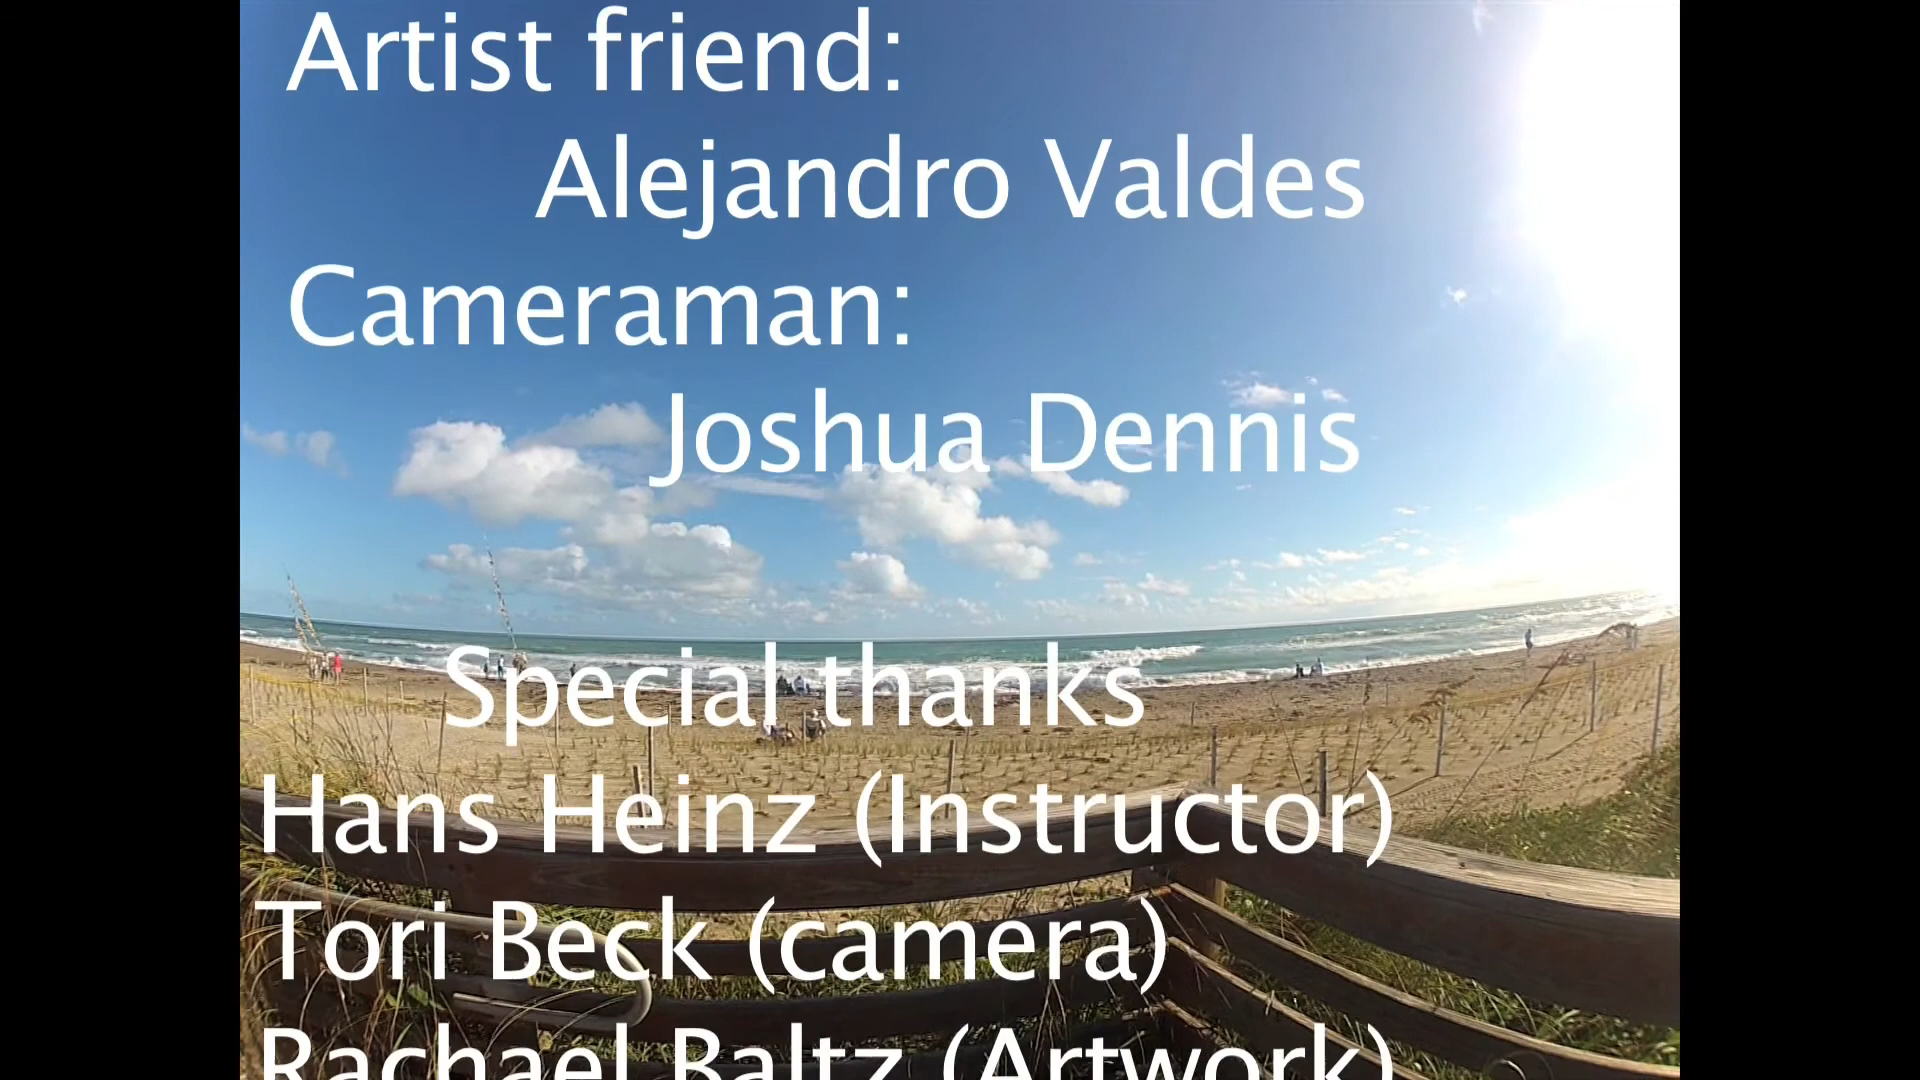 Artist friend:
Alejandro Valdes
Cameraman:
Joshua Dennis
Special thanks
Hans Heinz (Instructor)
Tori Beck (camera)
Rachael Baltz (Artwork)